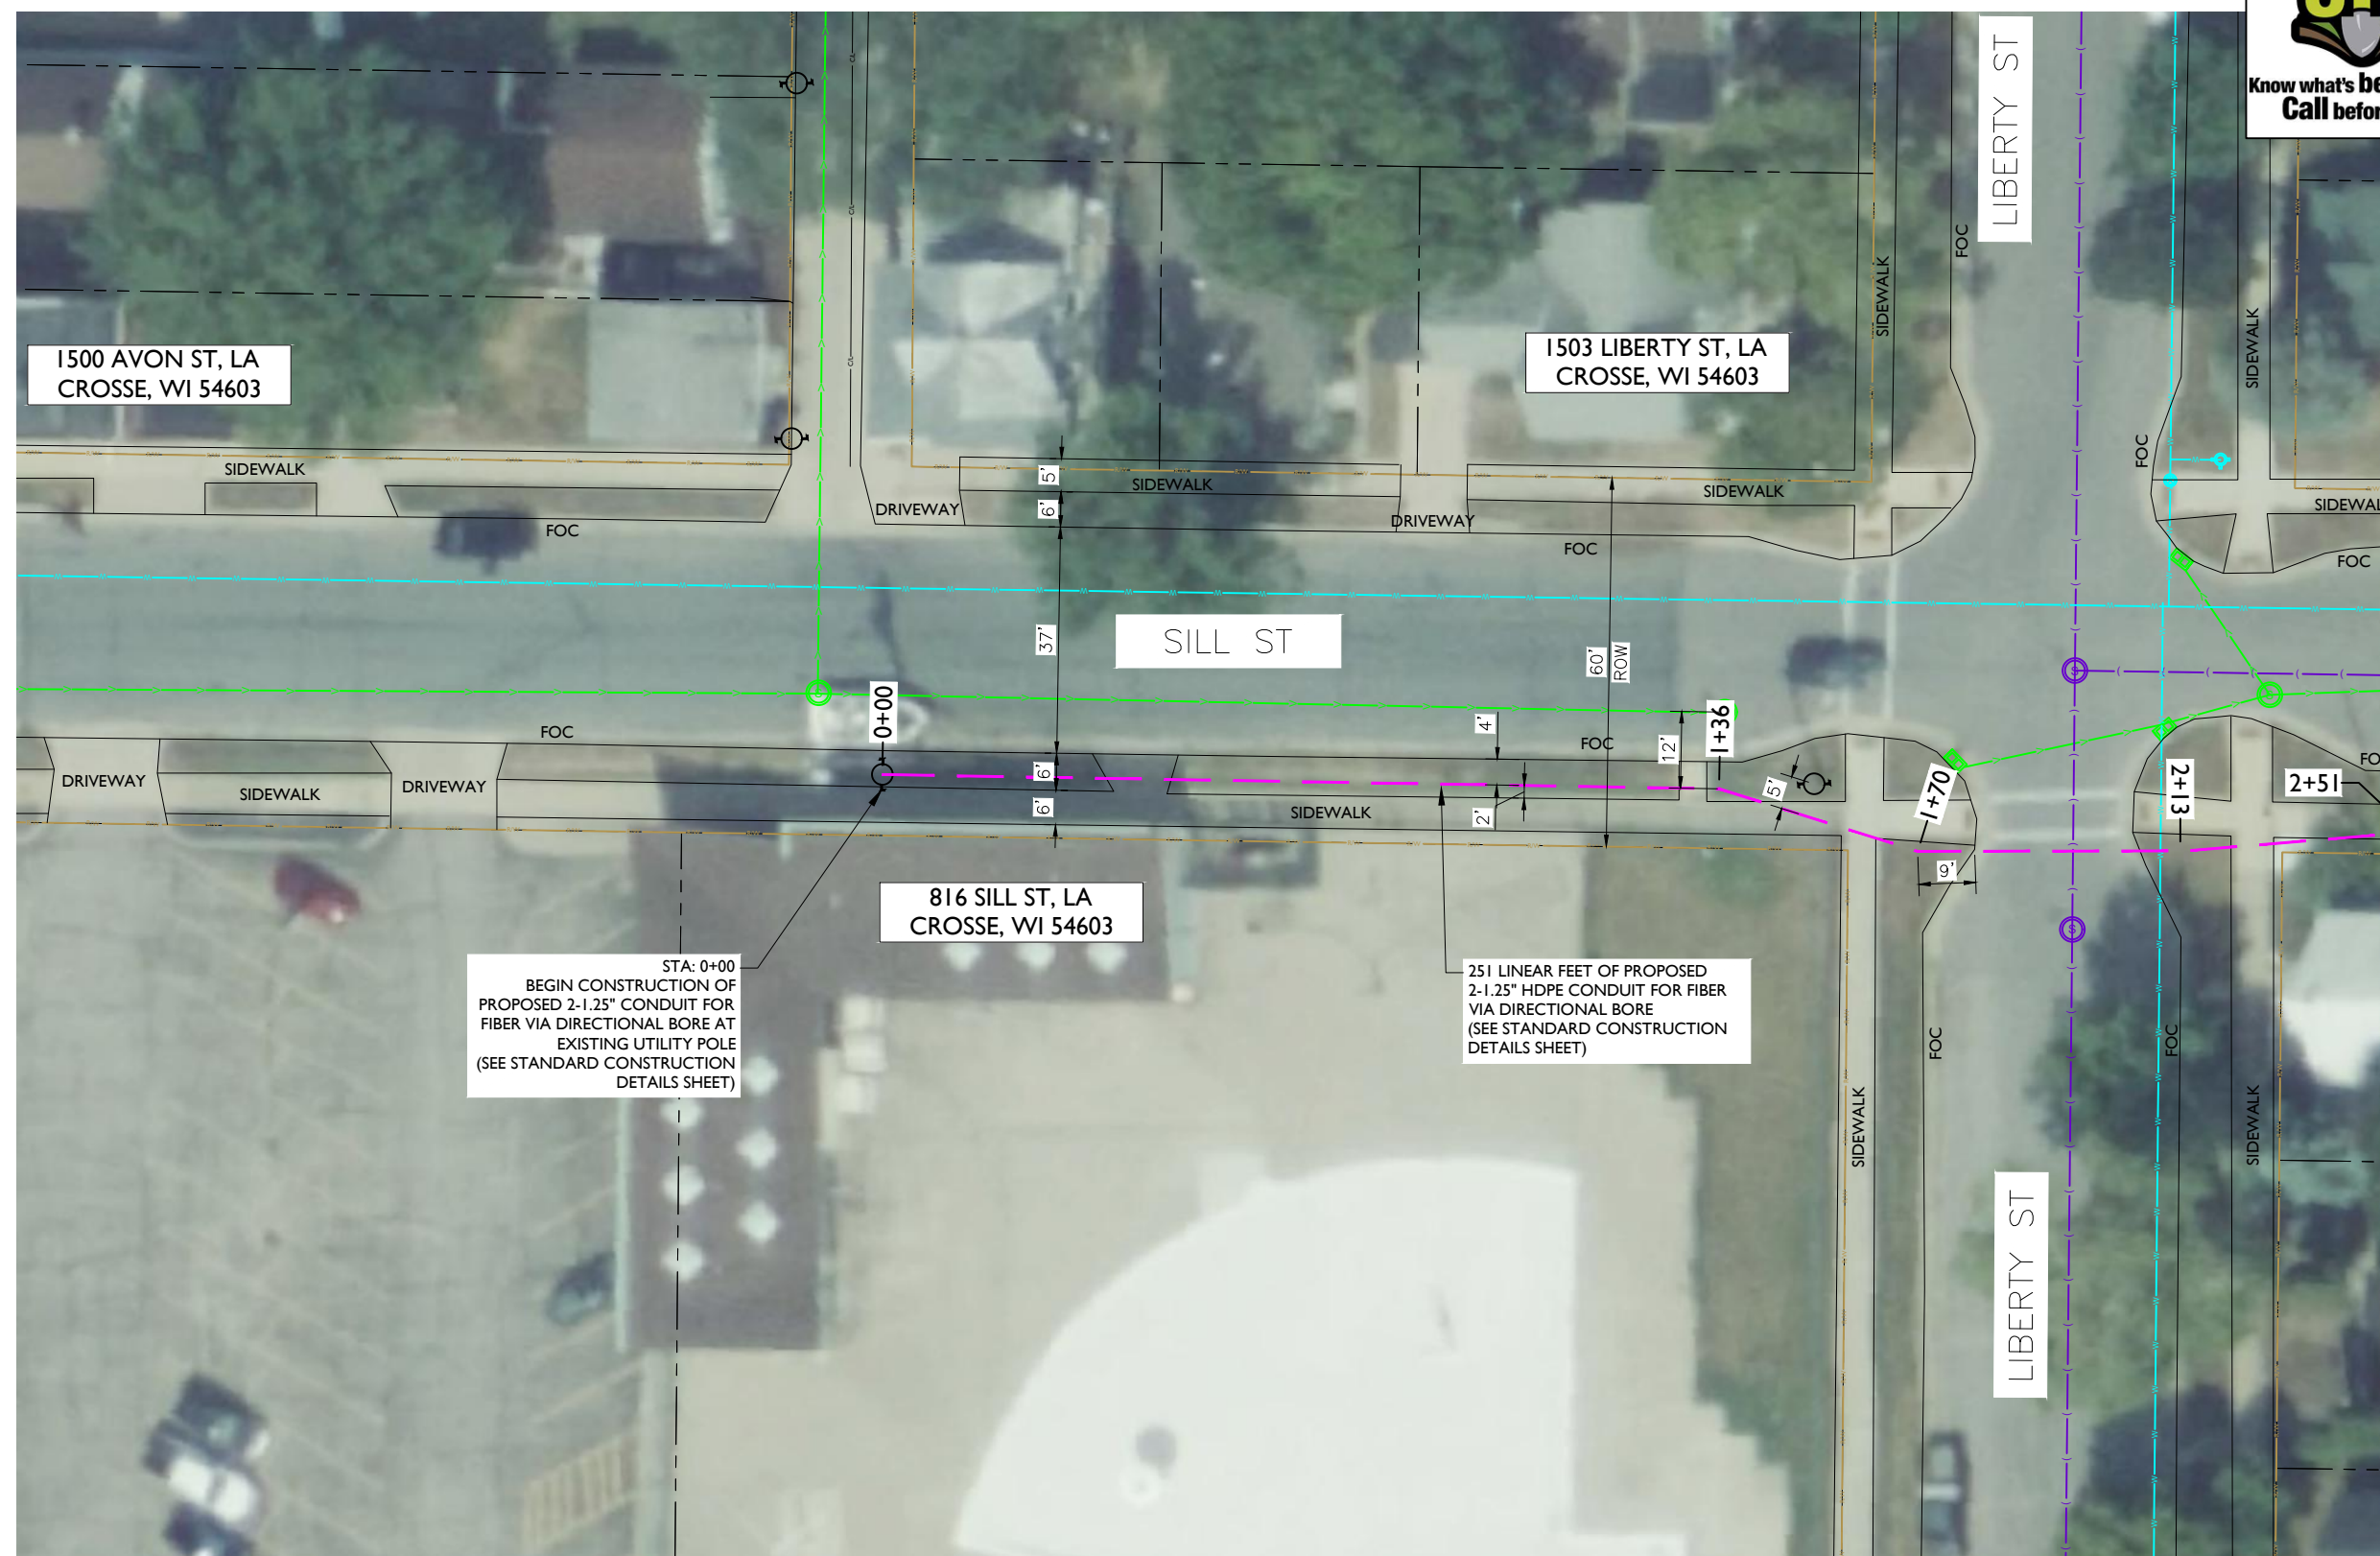 LIBERTY ST
Know what's
Call
FOC
SIDEWALK
SIDEWALK
1500 AVON ST, LA
CROSSE, WI 54603
1503 LIBERTY ST, LA
CROSSE, WI 54603
FOC
SIDEWALK
5'
SIDEWALK
SIDEWALK
6'
DRIVEWAY
DRIVEWAY
FOC
FOC
FOC
37'
SILL ST
60'
ROW
0+00
4'
1+36
FOC
FOC
12'
DRIVEWAY
DRIVEWAY
SIDEWALK
6'
6'
SIDEWALK
2'
5'
1+70
2+13
2+51
9'
816 SILL ST, LA
CROSSE, WI 54603
STA: 0+00
BEGIN CONSTRUCTION OF
PROPOSED 2-1.25" CONDUIT FOR
FIBER VIA DIRECTIONAL BORE AT
EXISTING UTILITY POLE
(SEE STANDARD CONSTRUCTION
DETAILS SHEET)
251 LINEAR FEET OF PROPOSED
2-1.25" HDPE CONDUIT FOR FIBER
VIA DIRECTIONAL BORE
(SEE STANDARD CONSTRUCTION
DETAILS SHEET)
FOC
FOC
SIDEWALK
SIDEWALK
LIBERTY ST